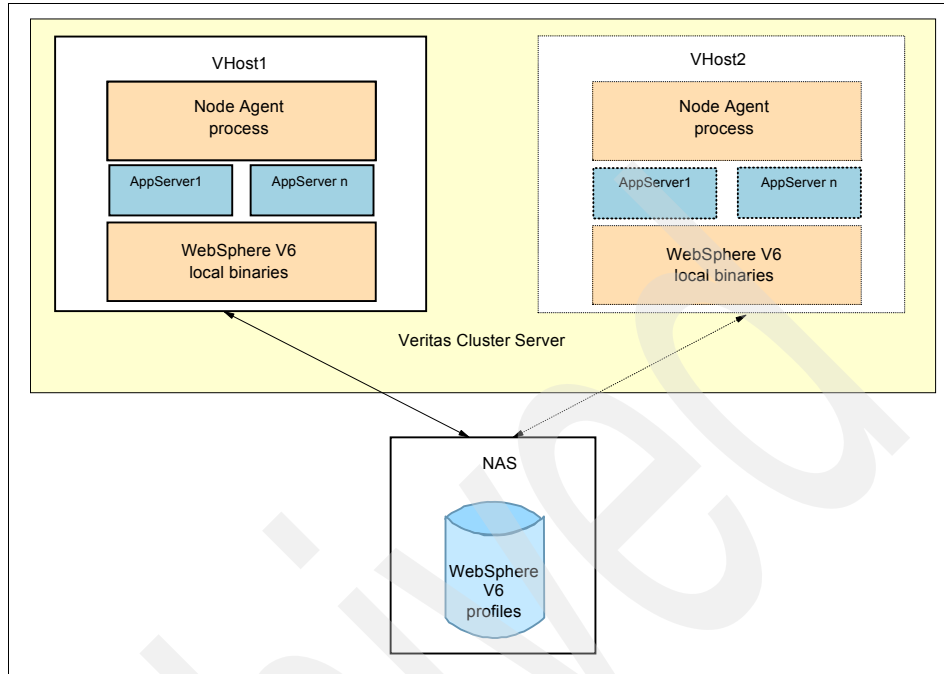 VHost1
Node Agent
process
AppServer1
AppServer n
WebSphere V6
local binaries
VHost2
Node Agent
process
AppServer1
AppServer n
WebSphere V6
local binaries
Veritas Cluster Server
NAS
WebSphere
V6
profiles